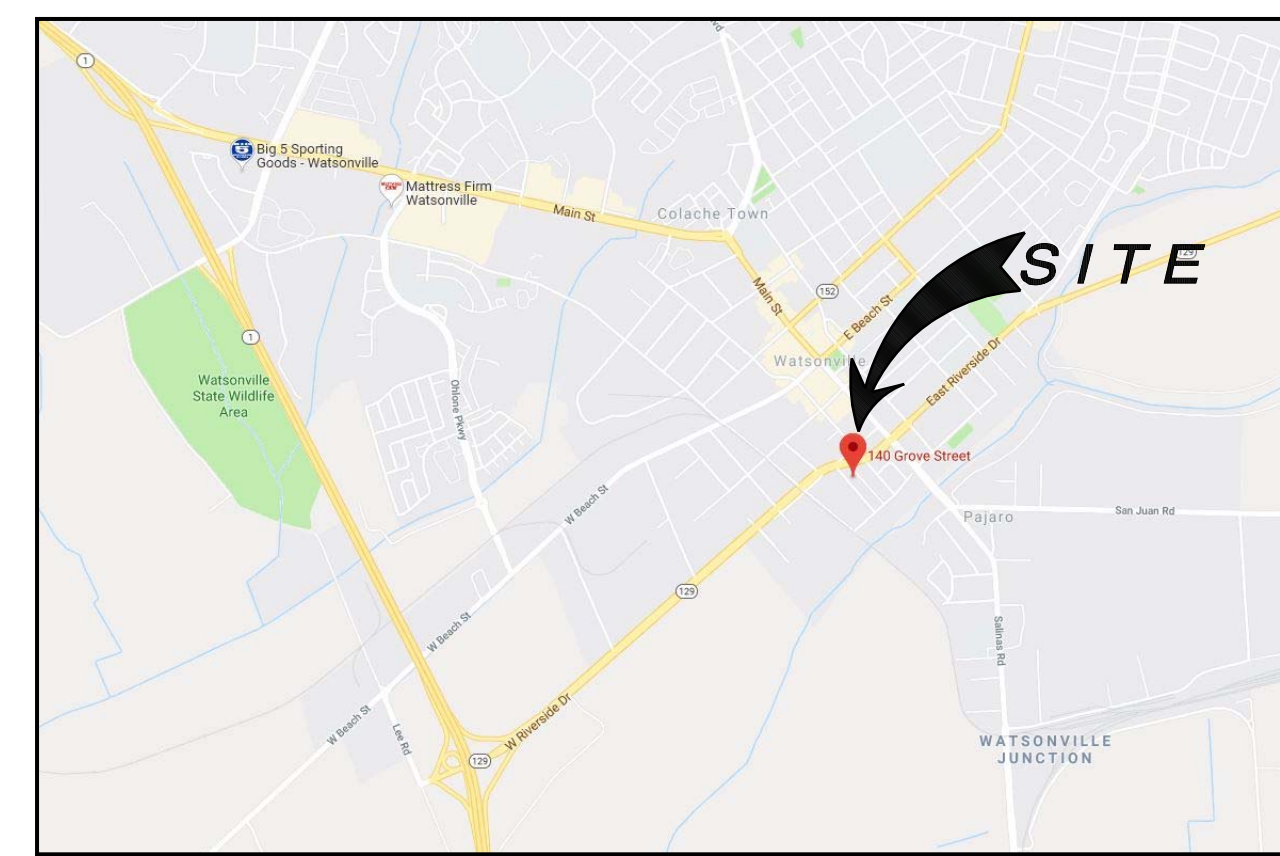 1
Big 5 Sporting
Goods - Watsonville
Mattress Firm
Watsonville
Main St
Colache Town
SITE
129
Main St
152
E Beach St
1
Watsonville
East Riverside Dr
Watsonville
State Wildlife
Area
Ohlone Pkwy
140 Grove Street
W Beach St
Pajaro
San Juan Rd
129
W Beach St
Salinas Rd
W Beach St
Lee Rd
W Riverside Dr
129
WATSONVILLE
JUNCTION